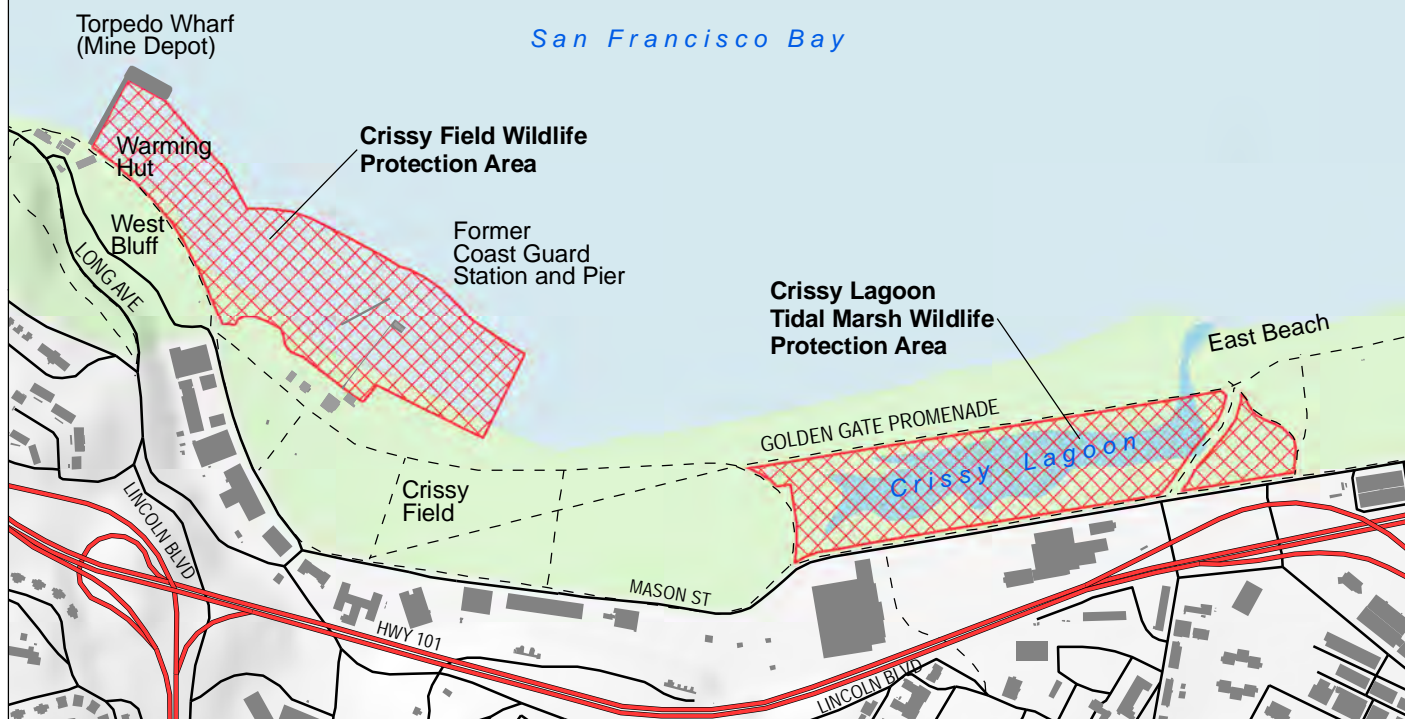 Torpedo Wharf
(Mine Depot)
San Francisco Bay
Crissy Field Wildlife
Protection Area
Warming
Hut
West
Bluff
Former
Coast Guard
Station and Pier
LONG AVE
Crissy Lagoon
Tidal Marsh Wildlife
Protection Area
East Beach
GOLDEN GATE PROMENADE
Crissy Lagoon
Crissy
Field
LINCOLN BLVD
MASON ST
HWY 101
LINCOLN BLVD